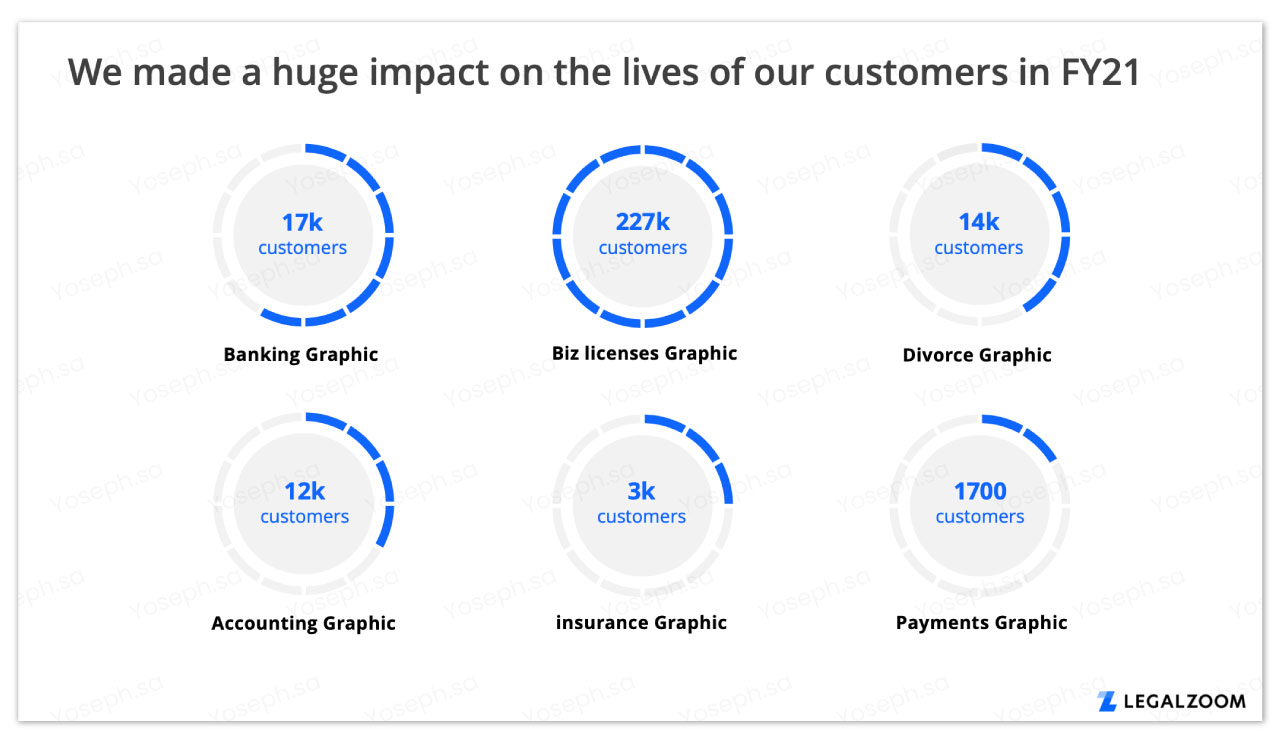 We made a huge impact on the lives of our customers in FY21
17k
customers
Banking Graphic
227k
customers
Biz licenses Graphic
14k
customers
Divorce Graphic
12k
customers
Accounting Graphic
3k
customers
insurance Graphic
1700
customers
Payments Graphic
LEGALZOOM
Yoseph.sa